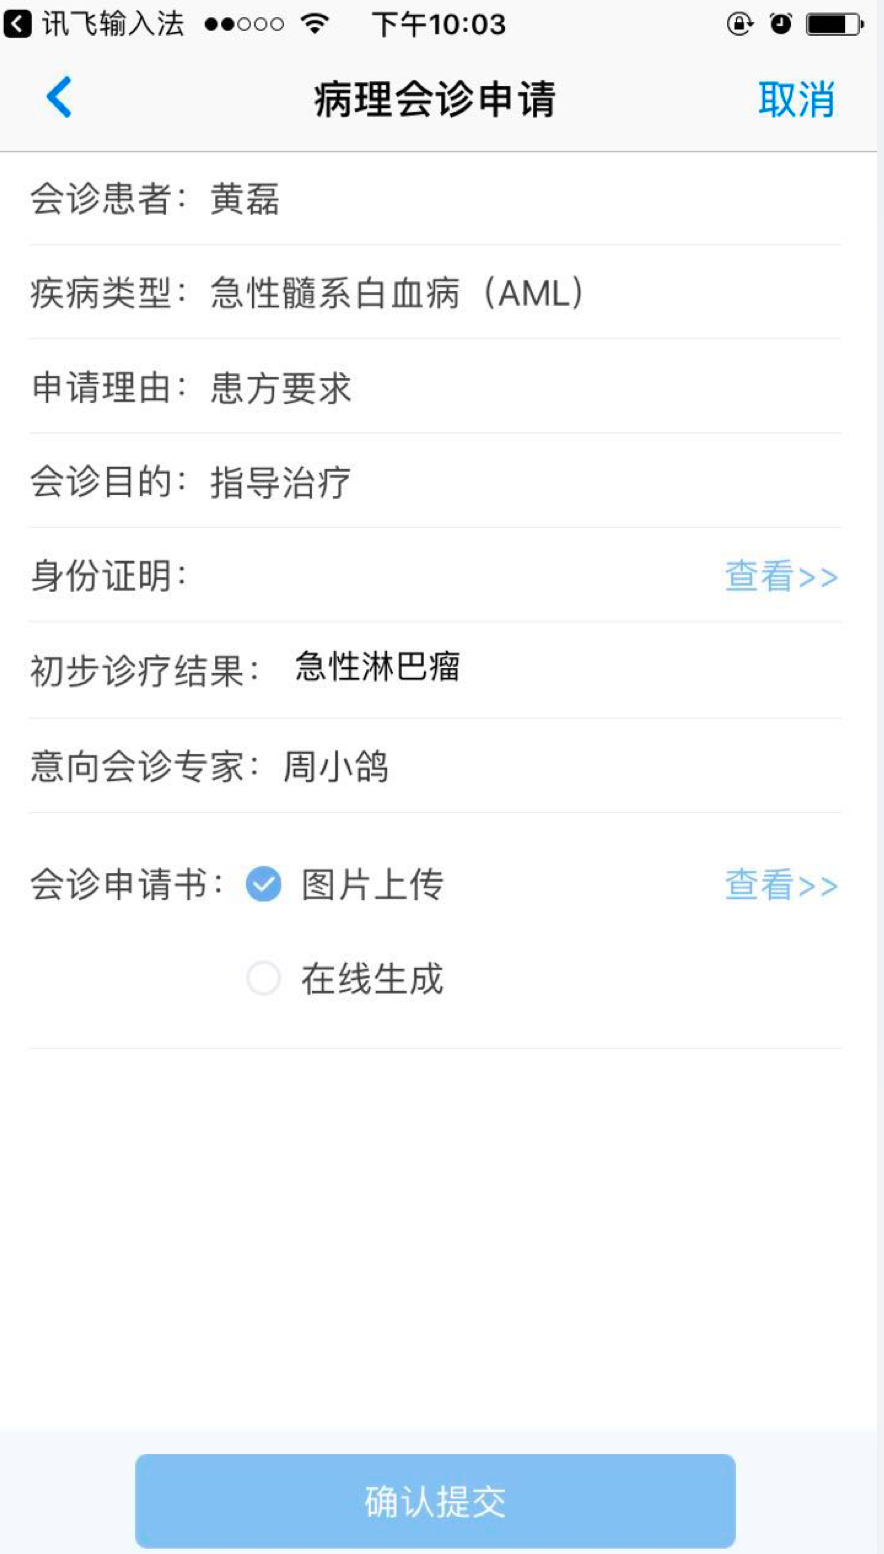 讯飞输入法 下午10:03
病理会诊申请 取消
会诊患者：黄磊
疾病类型：急性髓系白血病（AML）
申请理由：患方要求
会诊目的：指导治疗
身份证明： 查看>>
初步诊疗结果：急性淋巴瘤
意向会诊专家：周小鸽
会诊申请书：图片上传 查看>>
在线生成
确认提交